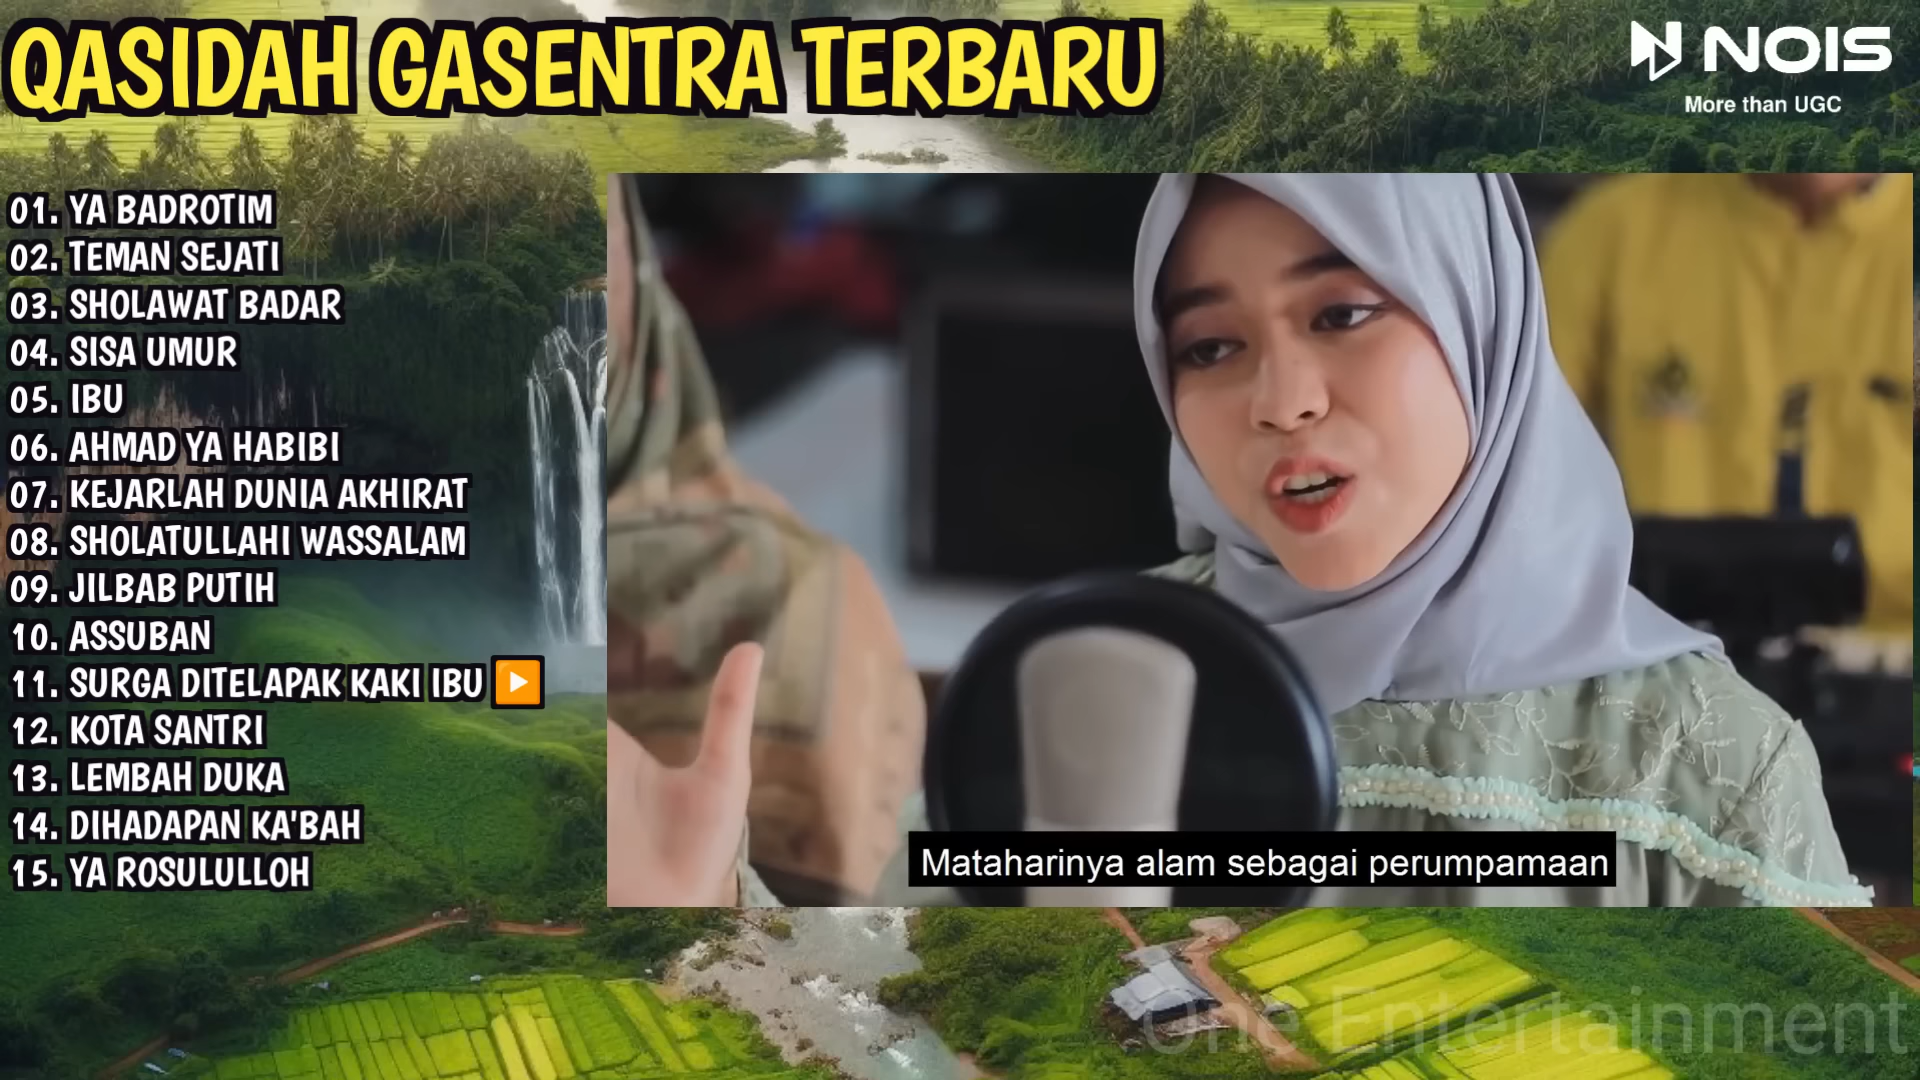 QASIDAH GASENTRA TERBARU
NOIS
More than UGC
01. YA BADROTIM
02. TEMAN SEJATI
03. SHOLAWAT BADAR
04. SISA UMUR
05. IBU
06. AHMAD YA HABIBI
07. KEJARLAH DUNIA AKHIRAT
08. SHOLATULLAHI WASSALAM
09. JILBAB PUTIH
10. ASSUBAN
11. SURGA DITELAPAK KAKI IBU
12. KOTA SANTRI
13. LEMBAH DUKA
14. DIHADAPAN KA'BAH
15. YA ROSULULLOH
Mataharinya alam sebagai perumpamaan
One Entertainment